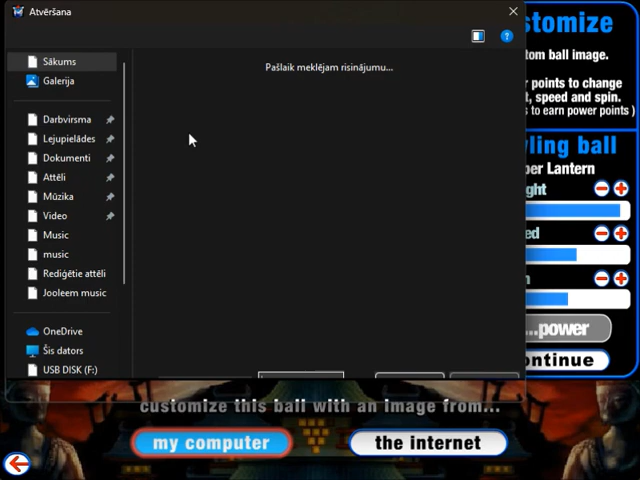 Atvēršana
Sākums
Galerija
Darbvirsma
Lejupielādes
Dokumenti
Attēli
Mūzika
Video
Music
music
Rediģētie attēli
Jooleem music
OneDrive
Šis dators
USB DISK (F:)
Pašlaik meklējam risinājumu...
stomize
tom ball image.
r points to change
t, speed and spin.
s to earn power points )
ling ball
per Lantern
ght
ed
n
...power
ontinue
customize this ball with an image from...
my computer
the internet